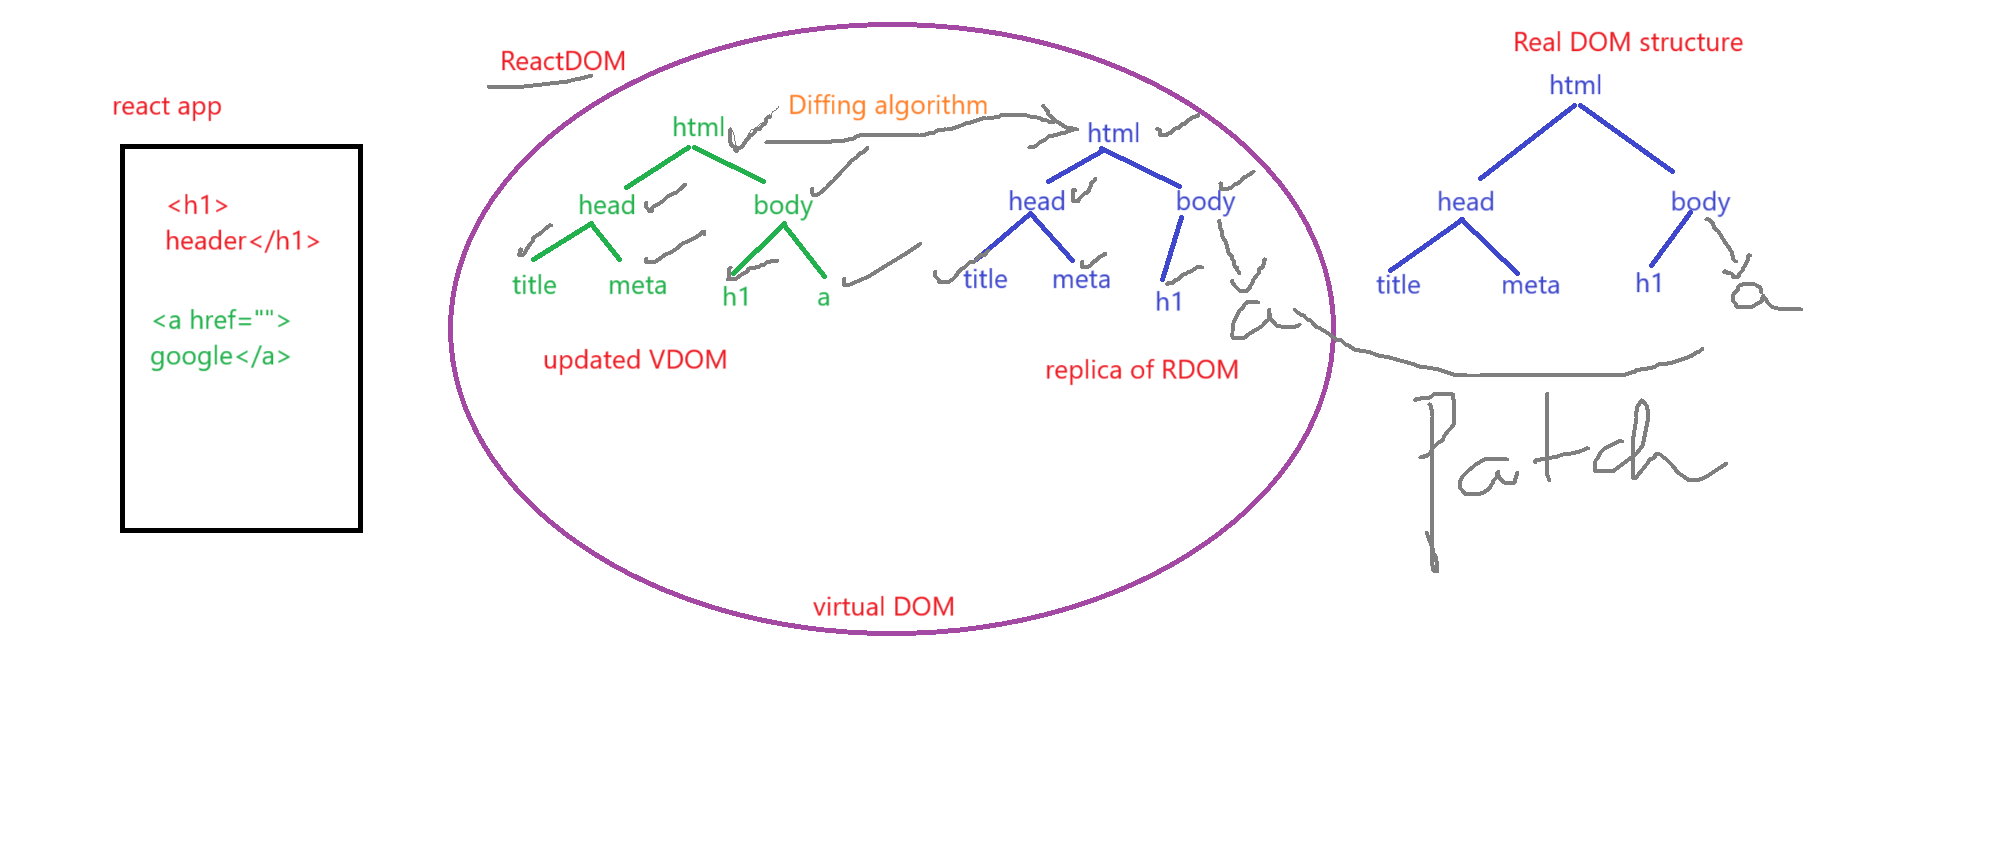 react app
<h1>
header</h1>
<a href="">
google</a>
ReactDOM
Diffing algorithm
html
head
body
title
meta
h1
a
updated VDOM
html
head
body
title
meta
h1
a
replica of RDOM
virtual DOM
Real DOM structure
html
head
body
title
meta
h1
a
Patch